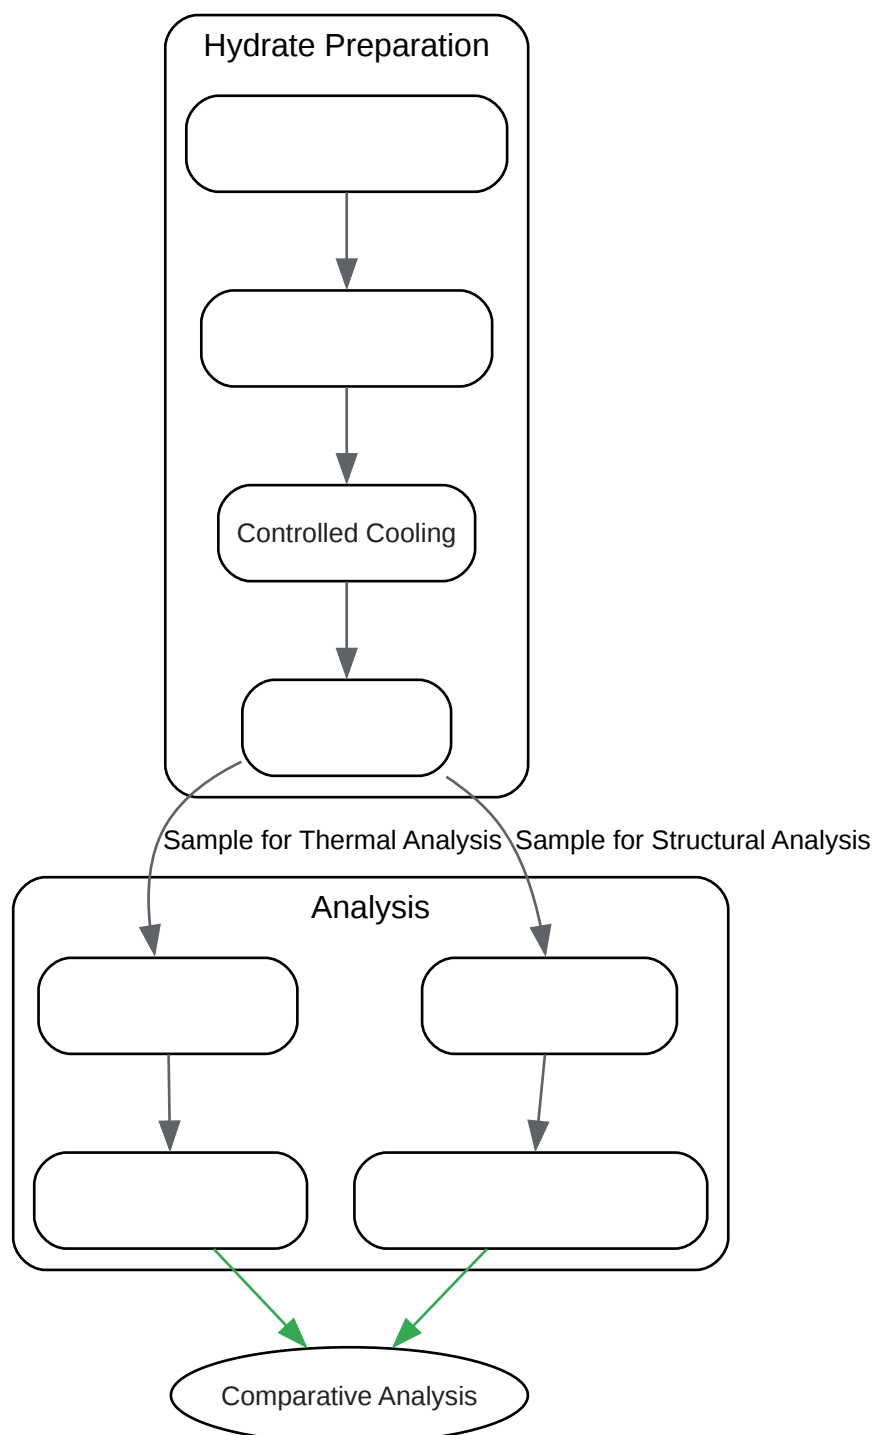 Hydrate Preparation
Controlled Cooling
Sample for Thermal Analysis
Sample for Structural Analysis
Analysis
Comparative Analysis